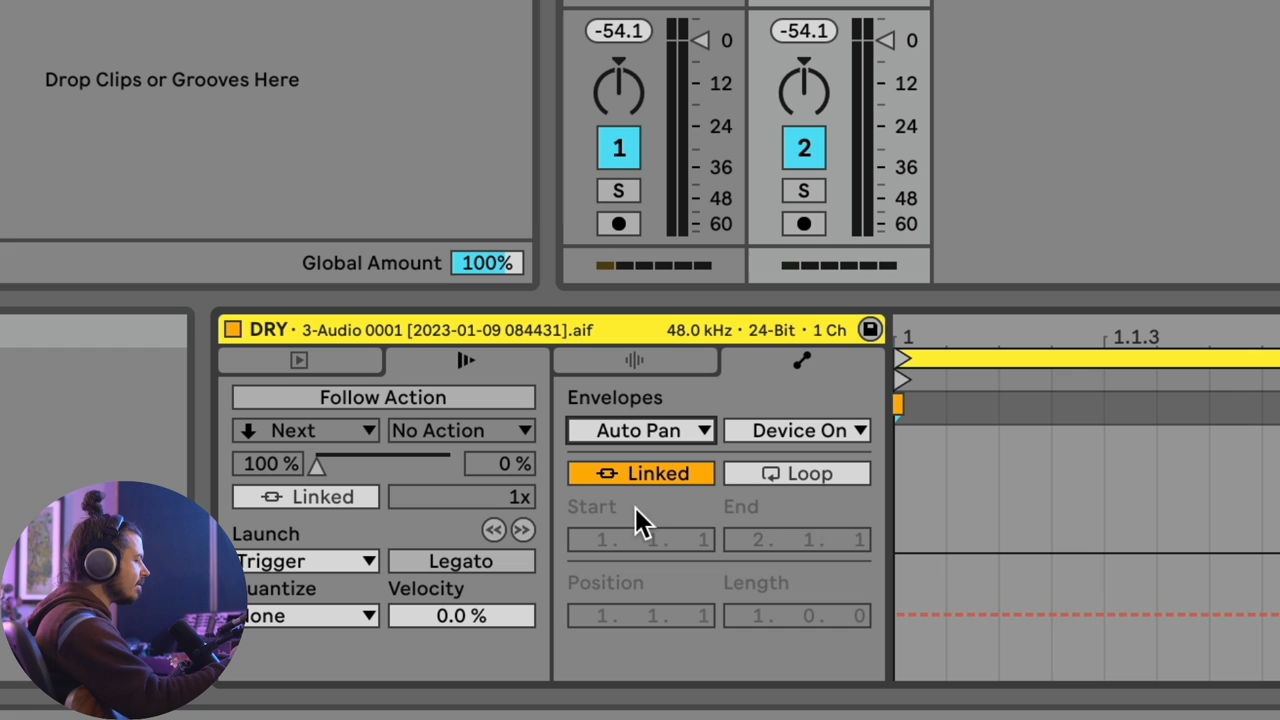 -54.1
-54.1
0
0
12
12
24
24
36
36
48
48
60
60
1
2
S
S
Drop Clips or Grooves Here
Global Amount 100%
DRY · 3-Audio 0001 [2023-01-09 084431].aif 48.0 kHz · 24-Bit · 1 Ch
1
1.1.3
Follow Action
Next
No Action
100 %
0 %
Linked
1x
Launch
Trigger
Legato
Quantize
Velocity
None
0.0 %
Envelopes
Auto Pan
Device On
Linked
Loop
Start
End
1. 1. 1
2. 1. 1
Position
Length
1. 1. 1
1. 0. 0